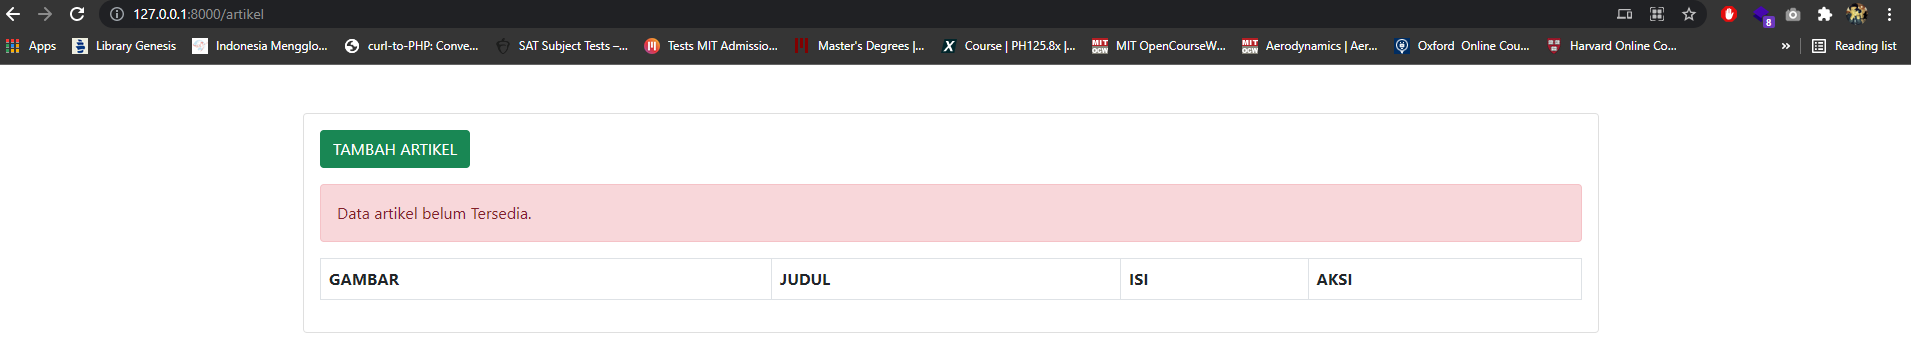 127.0.0.1:8000/artikel
8
Apps Library Genesis Indonesia Mengglo... curl-to-PHP: Conve... SAT Subject Tests –... Tests MIT Admissio... Master's Degrees |... Course | PH125.8x |... MIT OpenCourseW... Aerodynamics | Aer... Oxford Online Cou... Harvard Online Co... » Reading list
TAMBAH ARTIKEL
Data artikel belum Tersedia.
GAMBAR JUDUL ISI AKSI